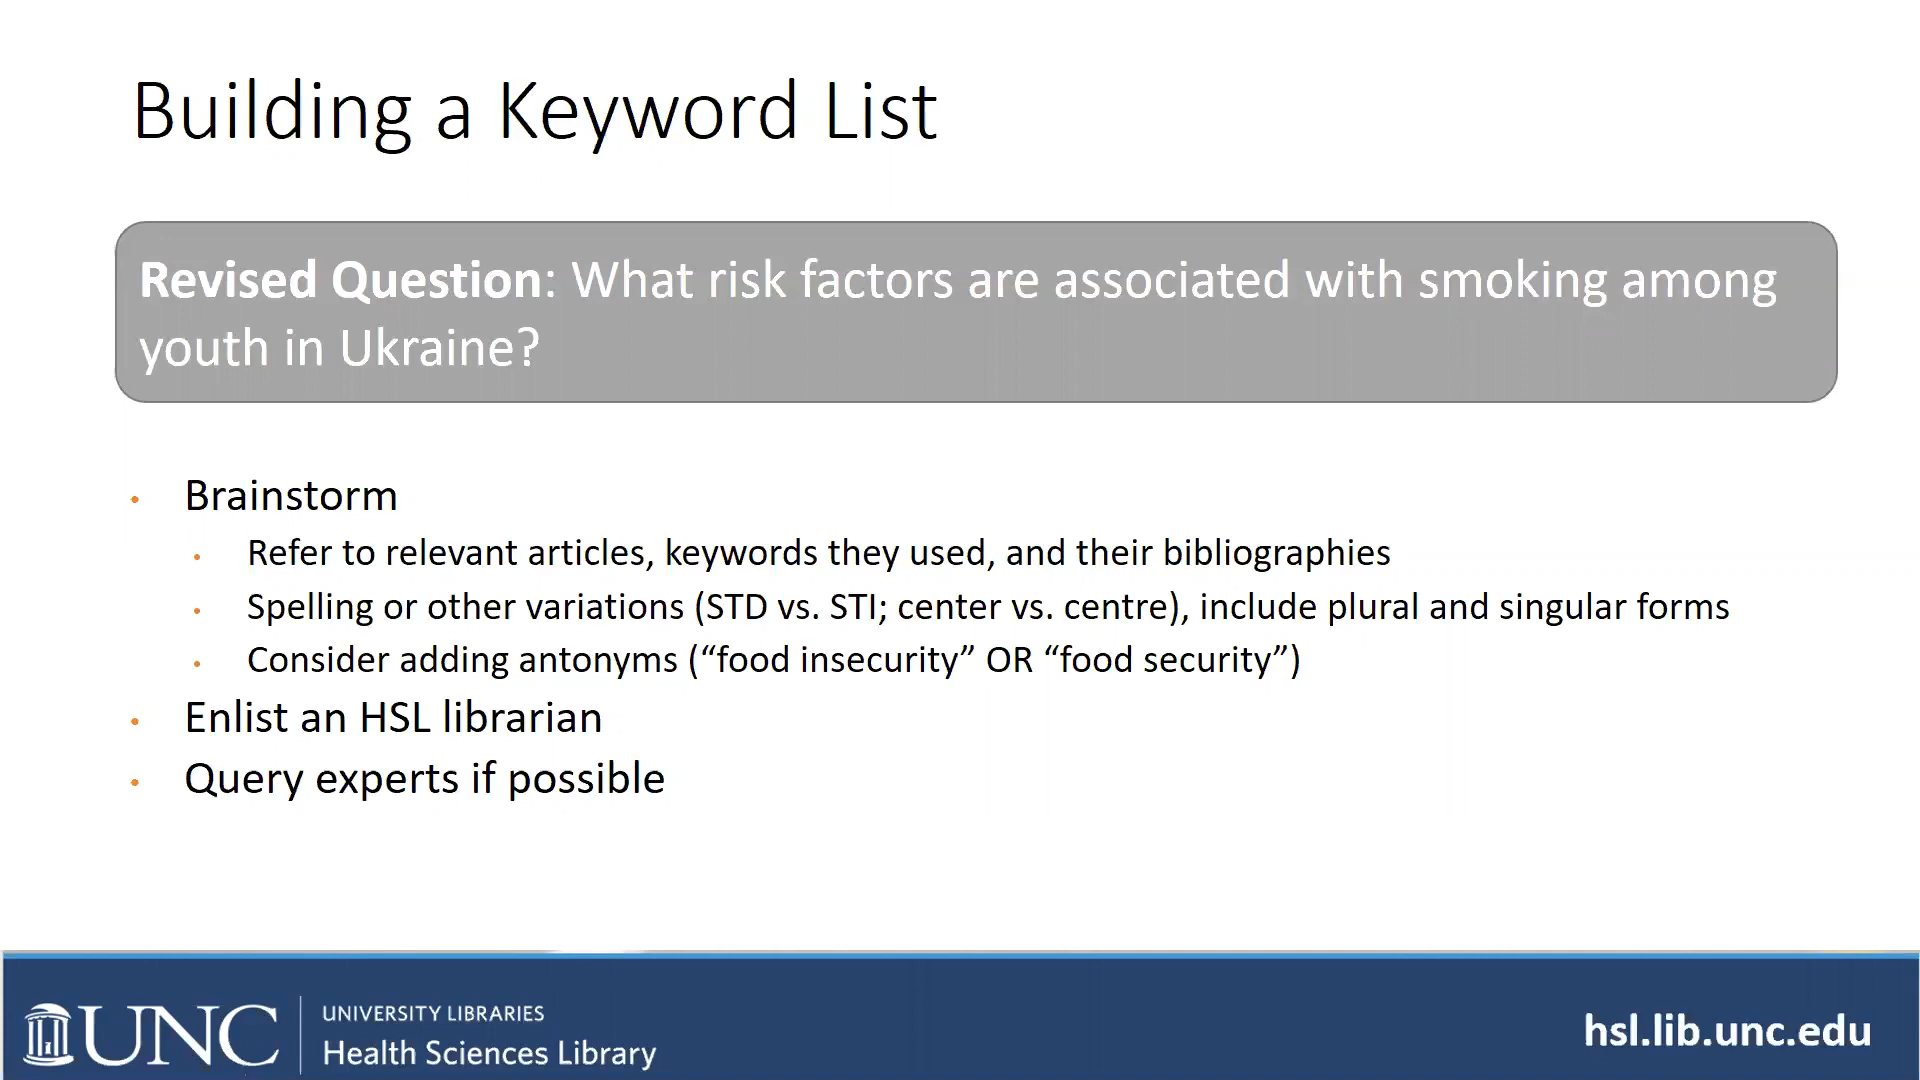 Building a Keyword List
Revised Question: What risk factors are associated with smoking among
youth in Ukraine?
• Brainstorm
• Refer to relevant articles, keywords they used, and their bibliographies
• Spelling or other variations (STD vs. STI; center vs. centre), include plural and singular forms
• Consider adding antonyms (“food insecurity” OR “food security”)
• Enlist an HSL librarian
• Query experts if possible
UNC
UNIVERSITY LIBRARIES
Health Sciences Library
hsl.lib.unc.edu